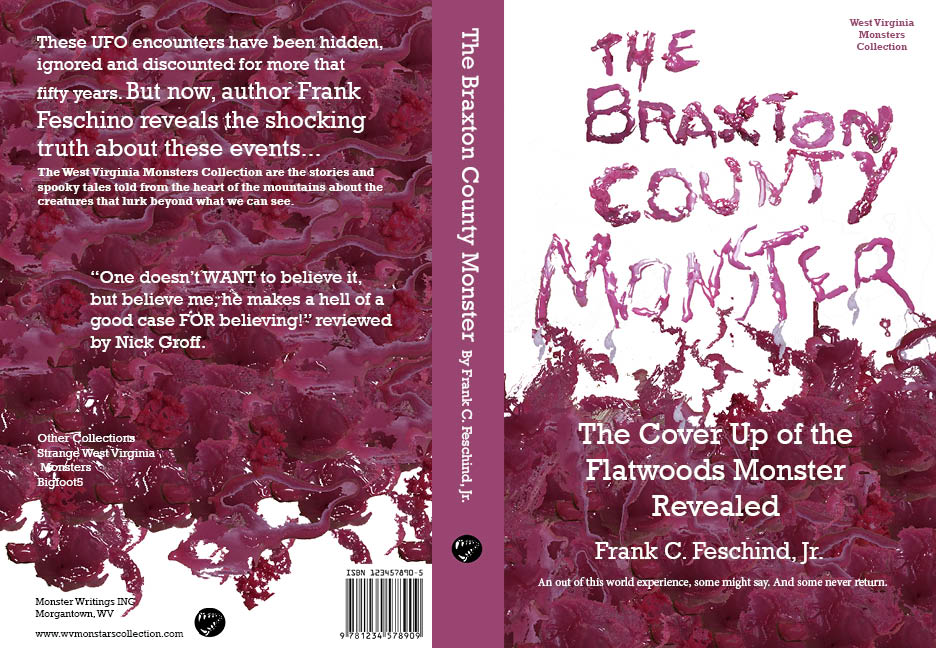 These UFO encounters have been hidden,
ignored and discounted for more that
fifty years. But now, author Frank
Feschino reveals the shocking
truth about these events...
The West Virginia Monsters Collection are the stories and
spooky tales told from the heart of the mountains about the
creatures that lurk beyond what we can see.
“One doesn’t WANT to believe it,
but believe me, he makes a hell of a
good case FOR believing!” reviewed
by Nick Groff.
Other Collections
Strange West Virginia
Monsters
Bigfoot5
Monster Writings ING
Morgantown, WV
www.wvmonstarscollection.com
ISBN 123457890-5
9 781234 578909
The Braxton County Monster By Frank C. Feschind, Jr.
West Virginia
Monsters
Collection
THE
BRAXTON
COUNTY
MONSTER
The Cover Up of the
Flatwoods Monster
Revealed
Frank C. Feschind, Jr.
An out of this world experience, some might say. And some never return.